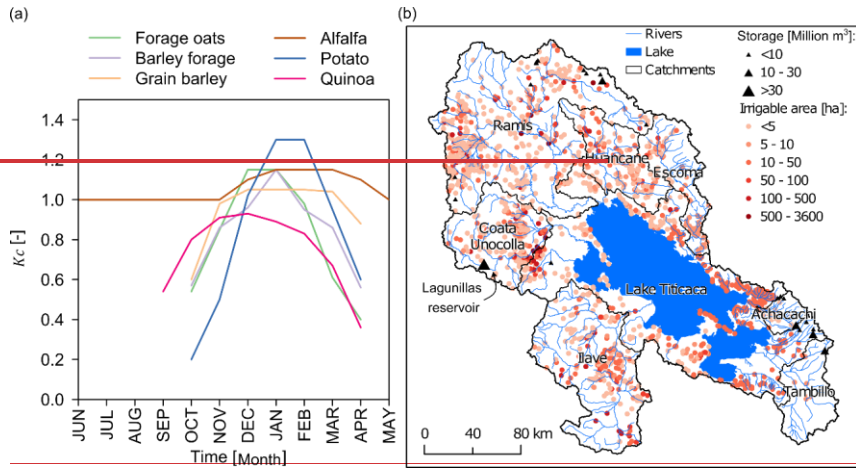 (a)
Forage oats
Barley forage
Grain barley
Alfalfa
Potato
Quinoa
1.4
1.2
1.0
0.8
0.6
0.4
0.2
0.0
Kc [-]
JUN
JUL
AUG
SEP
OCT
NOV
DEC
JAN
FEB
MAR
APR
MAY
Time [Month]
(b)
Rivers
Lake
Catchments
Storage [Million m³]:
<10
10 - 30
>30
Irrigable area [ha]:
<5
5 - 10
10 - 50
50 - 100
100 - 500
500 - 3600
Ramis
Huancane
Escoma
Coata
Unocolla
Lagunillas
reservoir
Lake Titicaca
Achacachi
Ilave
Tambillo
0 40 80 km